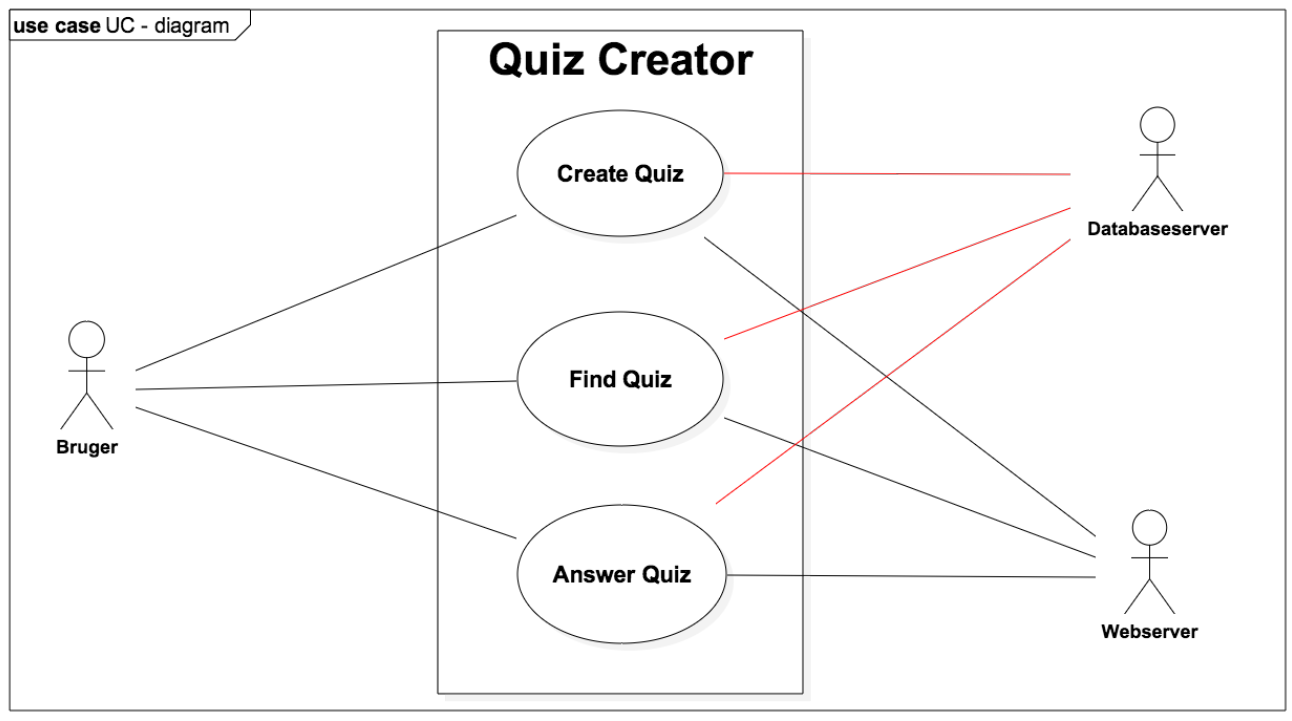 use case UC - diagram
Quiz Creator
Create Quiz
Databaseserver
Find Quiz
Bruger
Answer Quiz
Webserver